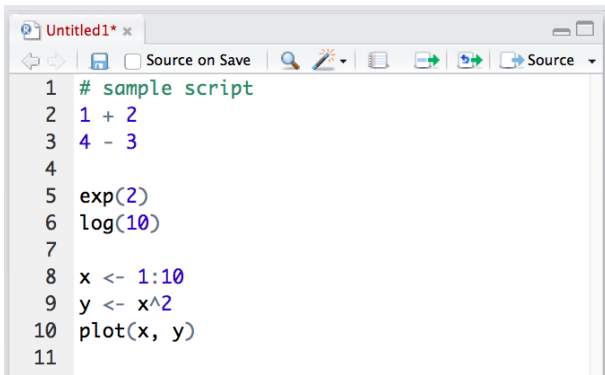 Untitled1*
Source on Save
Source
1 # sample script
2 1 + 2
3 4 - 3
4
5 exp(2)
6 log(10)
7
8 x <- 1:10
9 y <- x^2
10 plot(x, y)
11